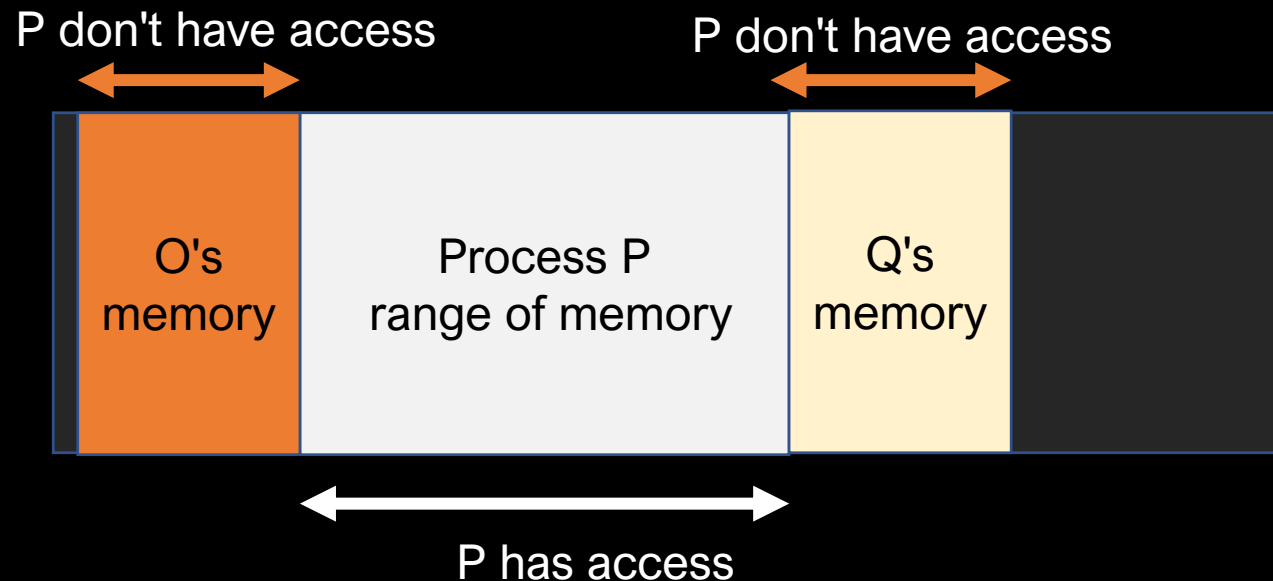 P don't have access
P don't have access
O's
memory
Process P
range of memory
Q's
memory
P has access